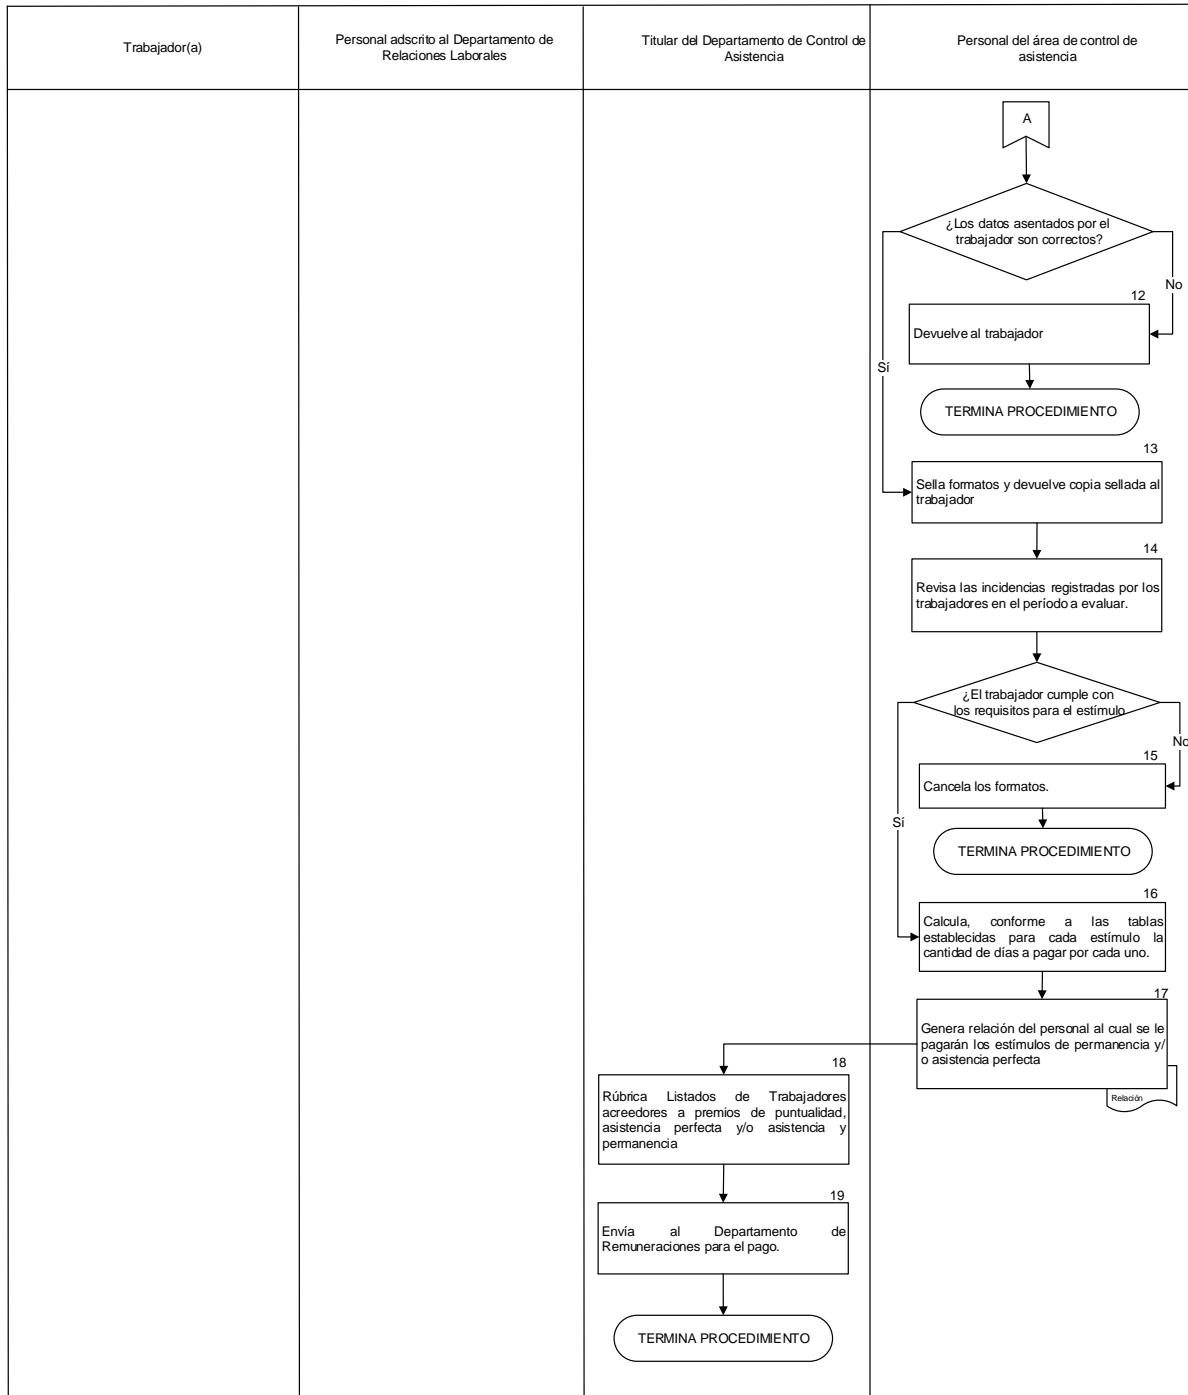 Trabajador(a)
Personal adscrito al Departamento de
Relaciones Laborales
Titular del Departamento de Control de
Asistencia
Personal del área de control de
asistencia
A
¿Los datos asentados por el
trabajador son correctos?
No
12
Devuelve al trabajador
Sí
TERMINA PROCEDIMIENTO
13
Sella formatos y devuelve copia sellada al
trabajador
14
Revisa las incidencias registradas por los
trabajadores en el período a evaluar.
¿El trabajador cumple con
los requisitos para el estímulo
No
15
Cancela los formatos.
Sí
TERMINA PROCEDIMIENTO
16
Calcula, conforme a las tablas
establecidas para cada estímulo la
cantidad de días a pagar por cada uno.
17
Genera relación del personal al cual se le
pagarán los estímulos de permanencia y/
o asistencia perfecta
Relación
18
Rúbrica Listados de Trabajadores
acreedores a premios de puntualidad,
asistencia perfecta y/o asistencia y
permanencia
19
Envía al Departamento de
Remuneraciones para el pago.
TERMINA PROCEDIMIENTO